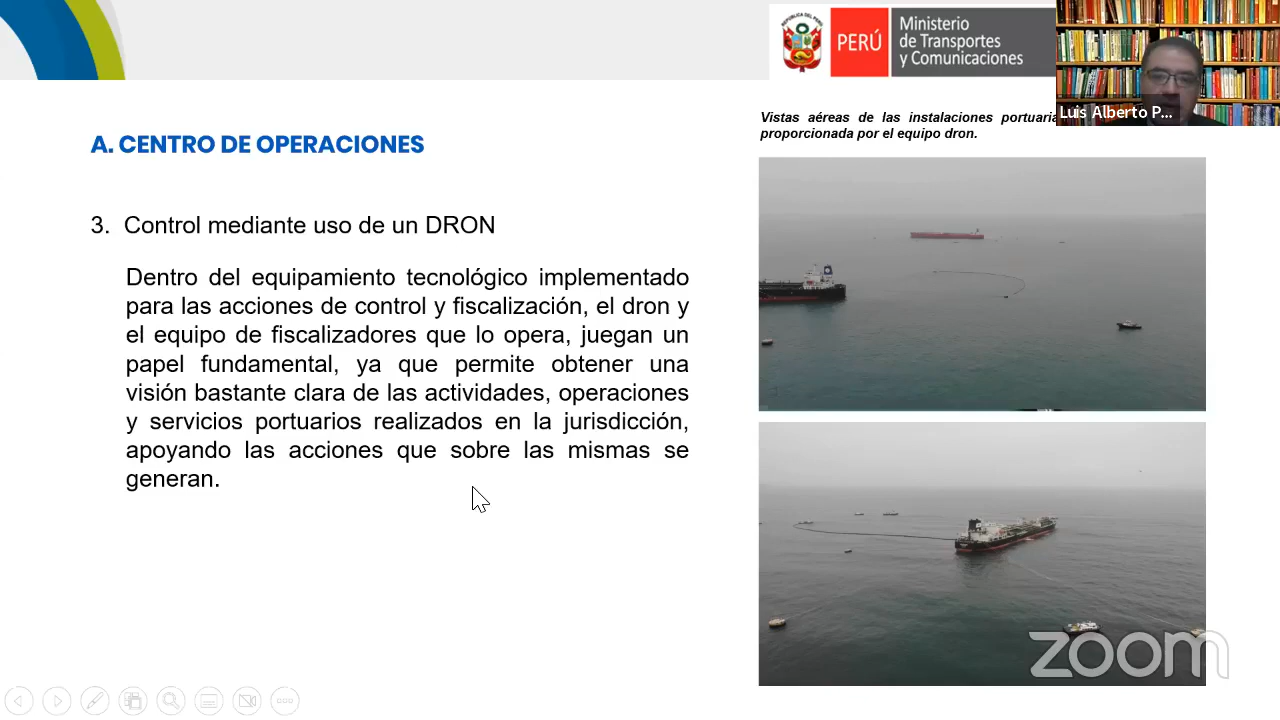 PERÚ
Ministerio
de Transportes
y Comunicaciones
Luis Alberto P...
Vistas aéreas de las instalaciones
proporcionada por el equipo dron.
A. CENTRO DE OPERACIONES
3. Control mediante uso de un DRON
Dentro del equipamiento tecnológico implementado
para las acciones de control y fiscalización, el dron y
el equipo de fiscalizadores que lo opera, juegan un
papel fundamental, ya que permite obtener una
visión bastante clara de las actividades, operaciones
y servicios portuarios realizados en la jurisdicción,
apoyando las acciones que sobre las mismas se
generan.
zoom